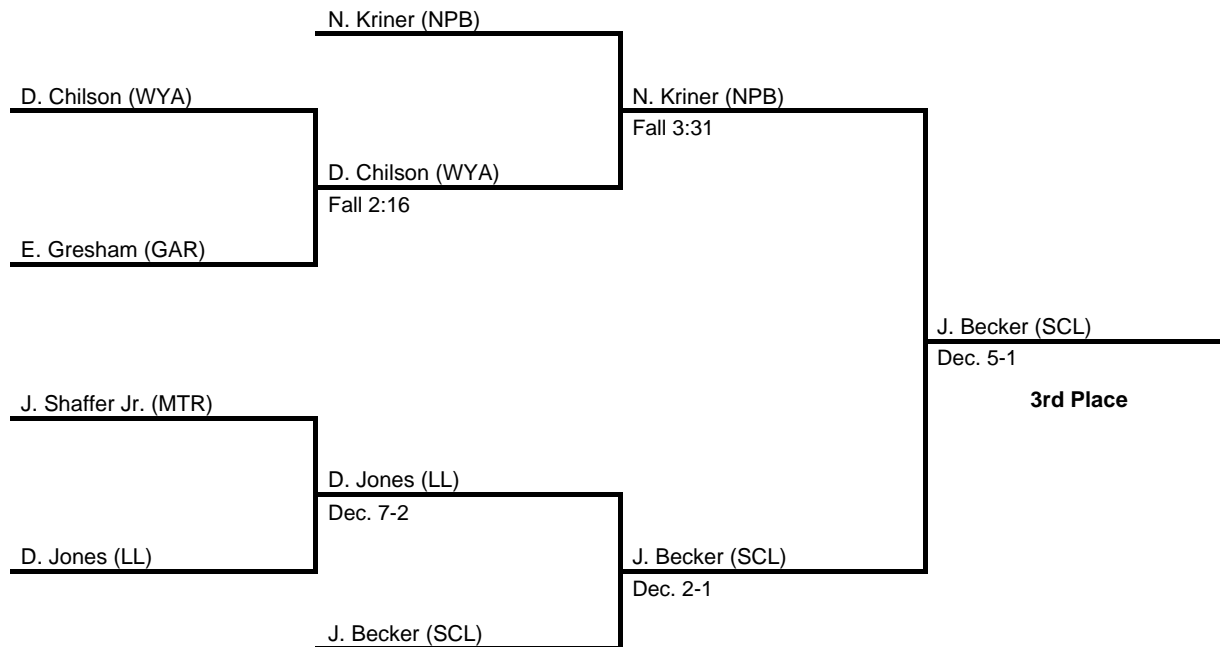 N. Kriner (NPB)
D. Chilson (WYA)
N. Kriner (NPB)
Fall 3:31
D. Chilson (WYA)
Fall 2:16
E. Gresham (GAR)
J. Becker (SCL)
Dec. 5-1
3rd Place
J. Shaffer Jr. (MTR)
D. Jones (LL)
Dec. 7-2
D. Jones (LL)
J. Becker (SCL)
Dec. 2-1
J. Becker (SCL)